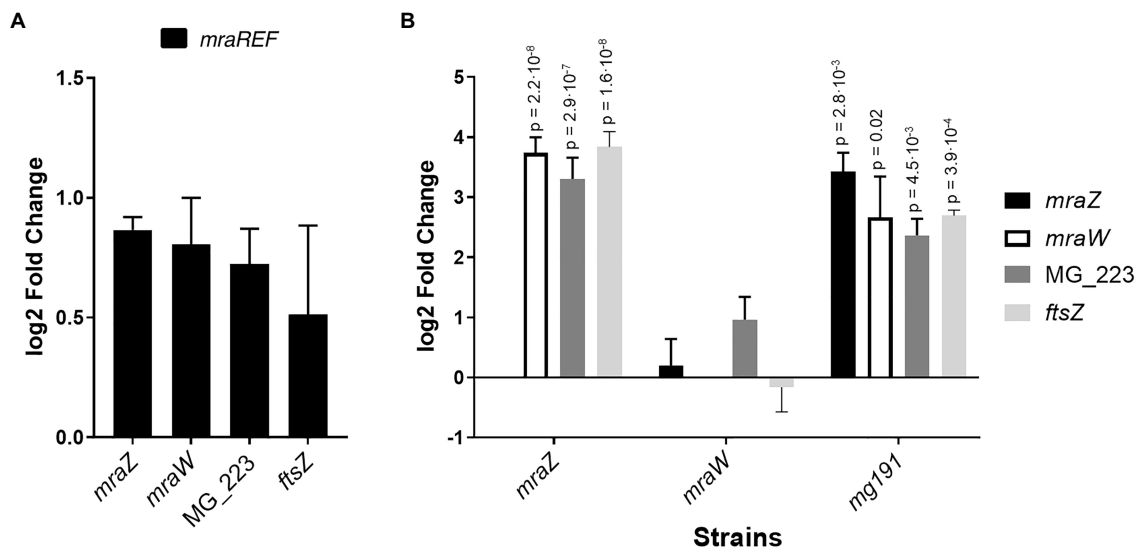 A
mraREF
log2 Fold Change
1.5
1.0
0.5
0.0
mraZ
mraW
MG_223
ftsZ
B
log2 Fold Change
5
4
3
2
1
0
-1
p = 2.2·10⁻⁸
p = 2.9·10⁻⁷
p = 1.6·10⁻⁸
p = 2.8·10⁻³
p = 0.02
p = 4.5·10⁻³
p = 3.9·10⁻⁴
mraZ
mraW
mg191
Strains
mraZ
mraW
MG_223
ftsZ